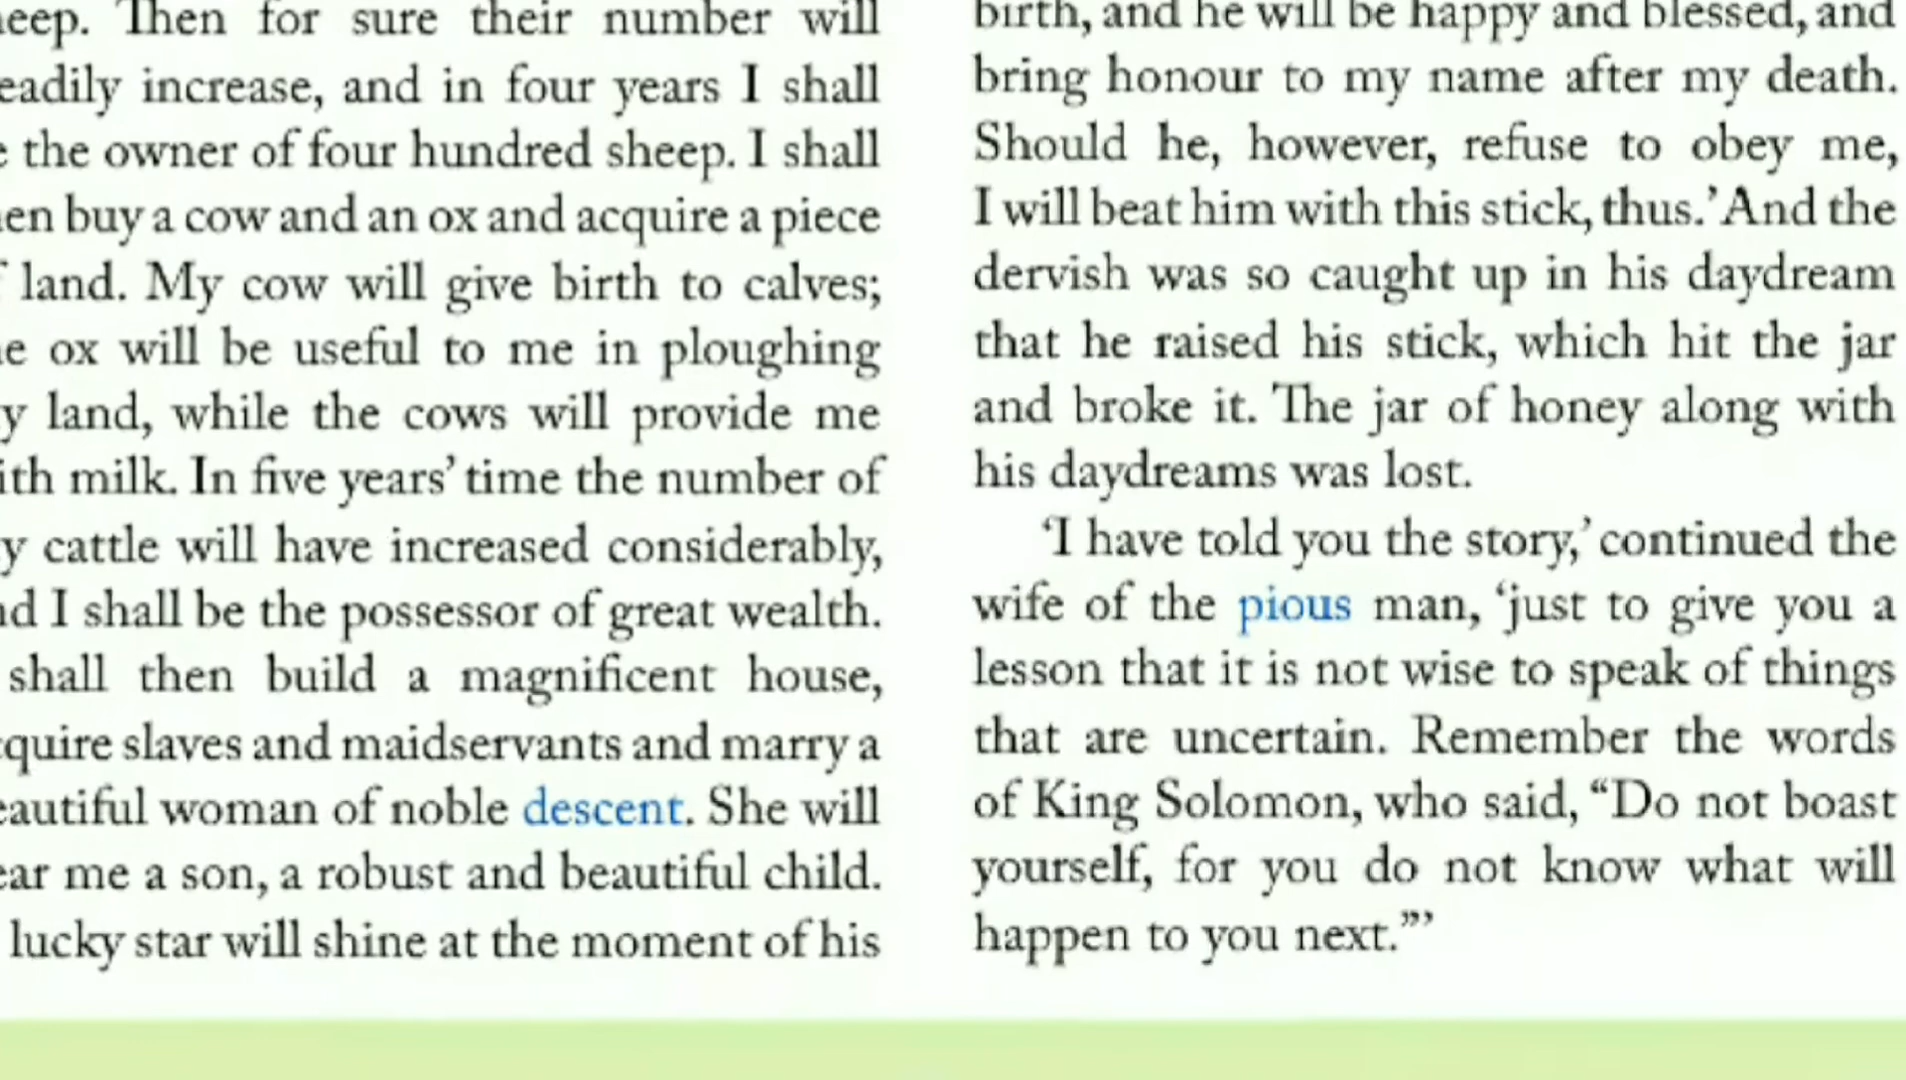 eep. Then for sure their number will
eadily increase, and in four years I shall
e the owner of four hundred sheep. I shall
en buy a cow and an ox and acquire a piece
f land. My cow will give birth to calves;
e ox will be useful to me in ploughing
y land, while the cows will provide me
ith milk. In five years’ time the number of
y cattle will have increased considerably,
nd I shall be the possessor of great wealth.
shall then build a magnificent house,
quire slaves and maidservants and marry a
eautiful woman of noble descent. She will
ear me a son, a robust and beautiful child.
lucky star will shine at the moment of his
birth, and he will be happy and blessed, and
bring honour to my name after my death.
Should he, however, refuse to obey me,
I will beat him with this stick, thus.’ And the
dervish was so caught up in his daydream
that he raised his stick, which hit the jar
and broke it. The jar of honey along with
his daydreams was lost.
‘I have told you the story,’ continued the
wife of the pious man, ‘just to give you a
lesson that it is not wise to speak of things
that are uncertain. Remember the words
of King Solomon, who said, “Do not boast
yourself, for you do not know what will
happen to you next.”’